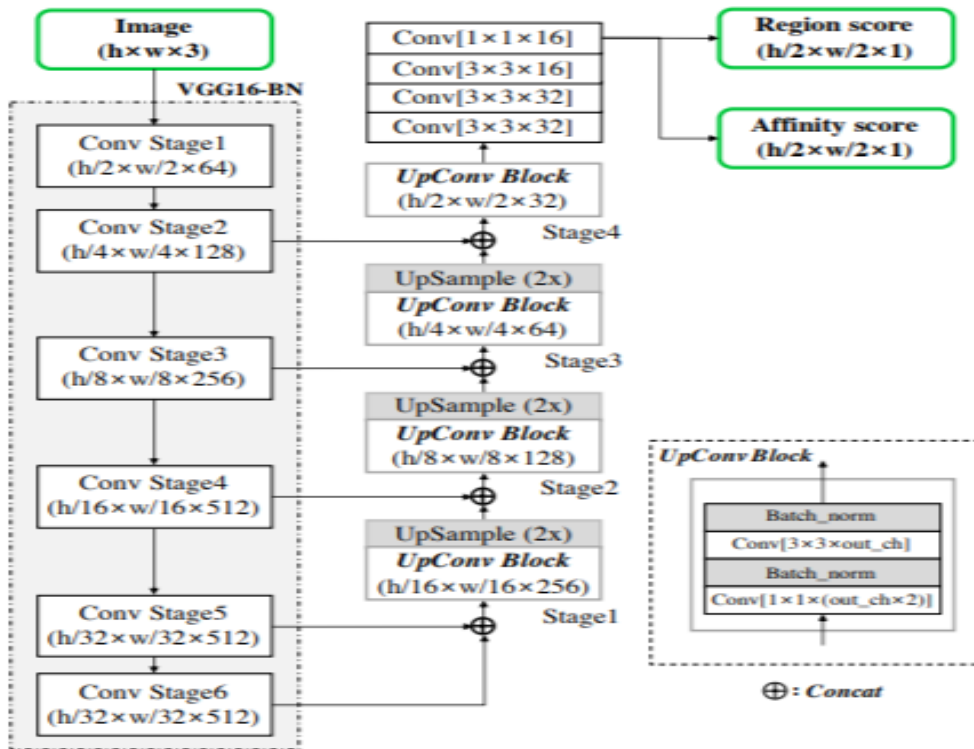 Image
(h×w×3)
VGG16-BN
Conv Stage1
(h/2×w/2×64)
Conv Stage2
(h/4×w/4×128)
Conv Stage3
(h/8×w/8×256)
Conv Stage4
(h/16×w/16×512)
Conv Stage5
(h/32×w/32×512)
Conv Stage6
(h/32×w/32×512)
Conv[1×1×16]
Conv[3×3×16]
Conv[3×3×32]
Conv[3×3×32]
UpConv Block
(h/2×w/2×32)
Stage4
UpSample (2x)
UpConv Block
(h/4×w/4×64)
Stage3
UpSample (2x)
UpConv Block
(h/8×w/8×128)
Stage2
UpSample (2x)
UpConv Block
(h/16×w/16×256)
Stage1
Region score
(h/2×w/2×1)
Affinity score
(h/2×w/2×1)
UpConv Block
Batch_norm
Conv[3×3×out_ch]
Batch_norm
Conv[1×1×(out_ch×2)]
⊕ : Concat